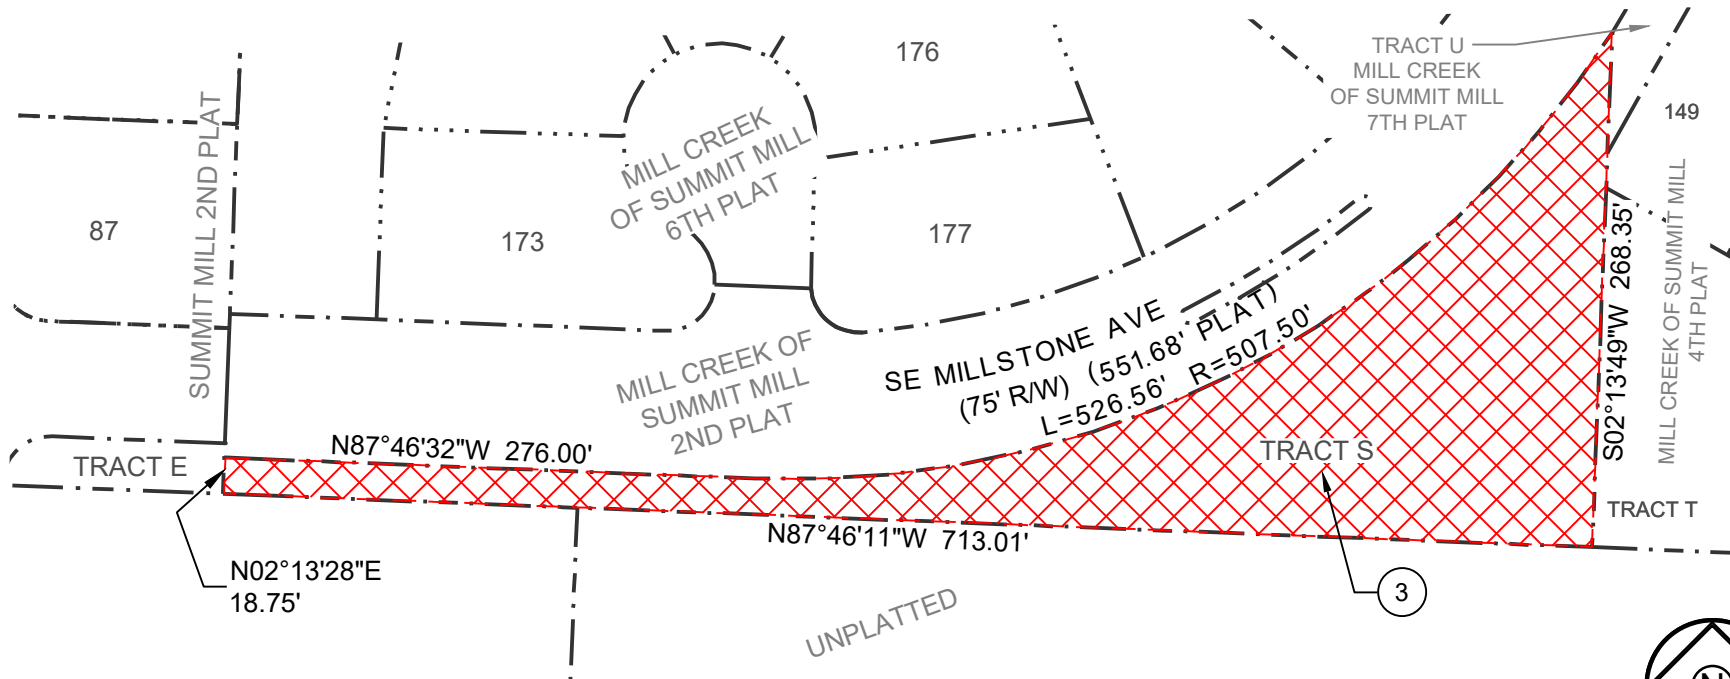 176
TRACT U
MILL CREEK
OF SUMMIT MILL
7TH PLAT
149
SUMMIT MILL 2ND PLAT
87
173
MILL CREEK
OF SUMMIT MILL
6TH PLAT
177
SE MILLSTONE AVE
(75' R/W) (551.68' PLAT)
L=526.56' R=507.50'
S02°13'49"W 268.35'
MILL CREEK OF SUMMIT MILL
4TH PLAT
MILL CREEK OF
SUMMIT MILL
2ND PLAT
TRACT E
N87°46'32"W 276.00'
TRACT S
TRACT T
N87°46'11"W 713.01'
N02°13'28"E
18.75'
3
UNPLATTED
N